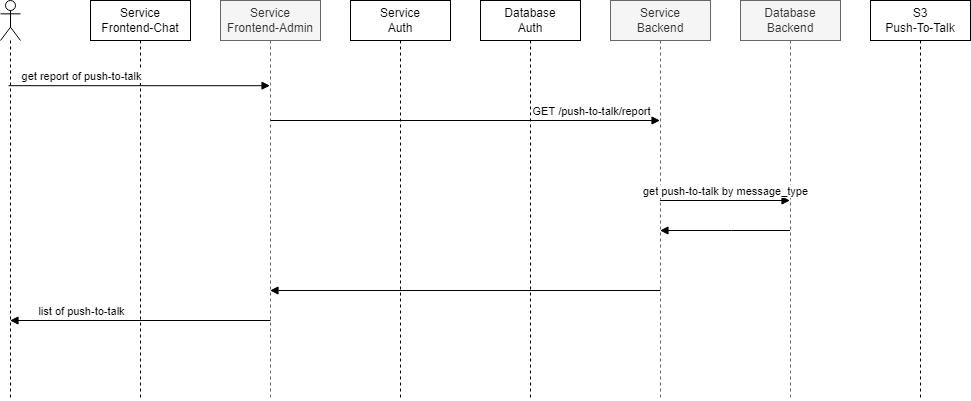 Service
Frontend-Chat
Service
Frontend-Admin
Service
Auth
Database
Auth
Service
Backend
Database
Backend
S3
Push-To-Talk
get report of push-to-talk
GET /push-to-talk/report
get push-to-talk by message_type
list of push-to-talk